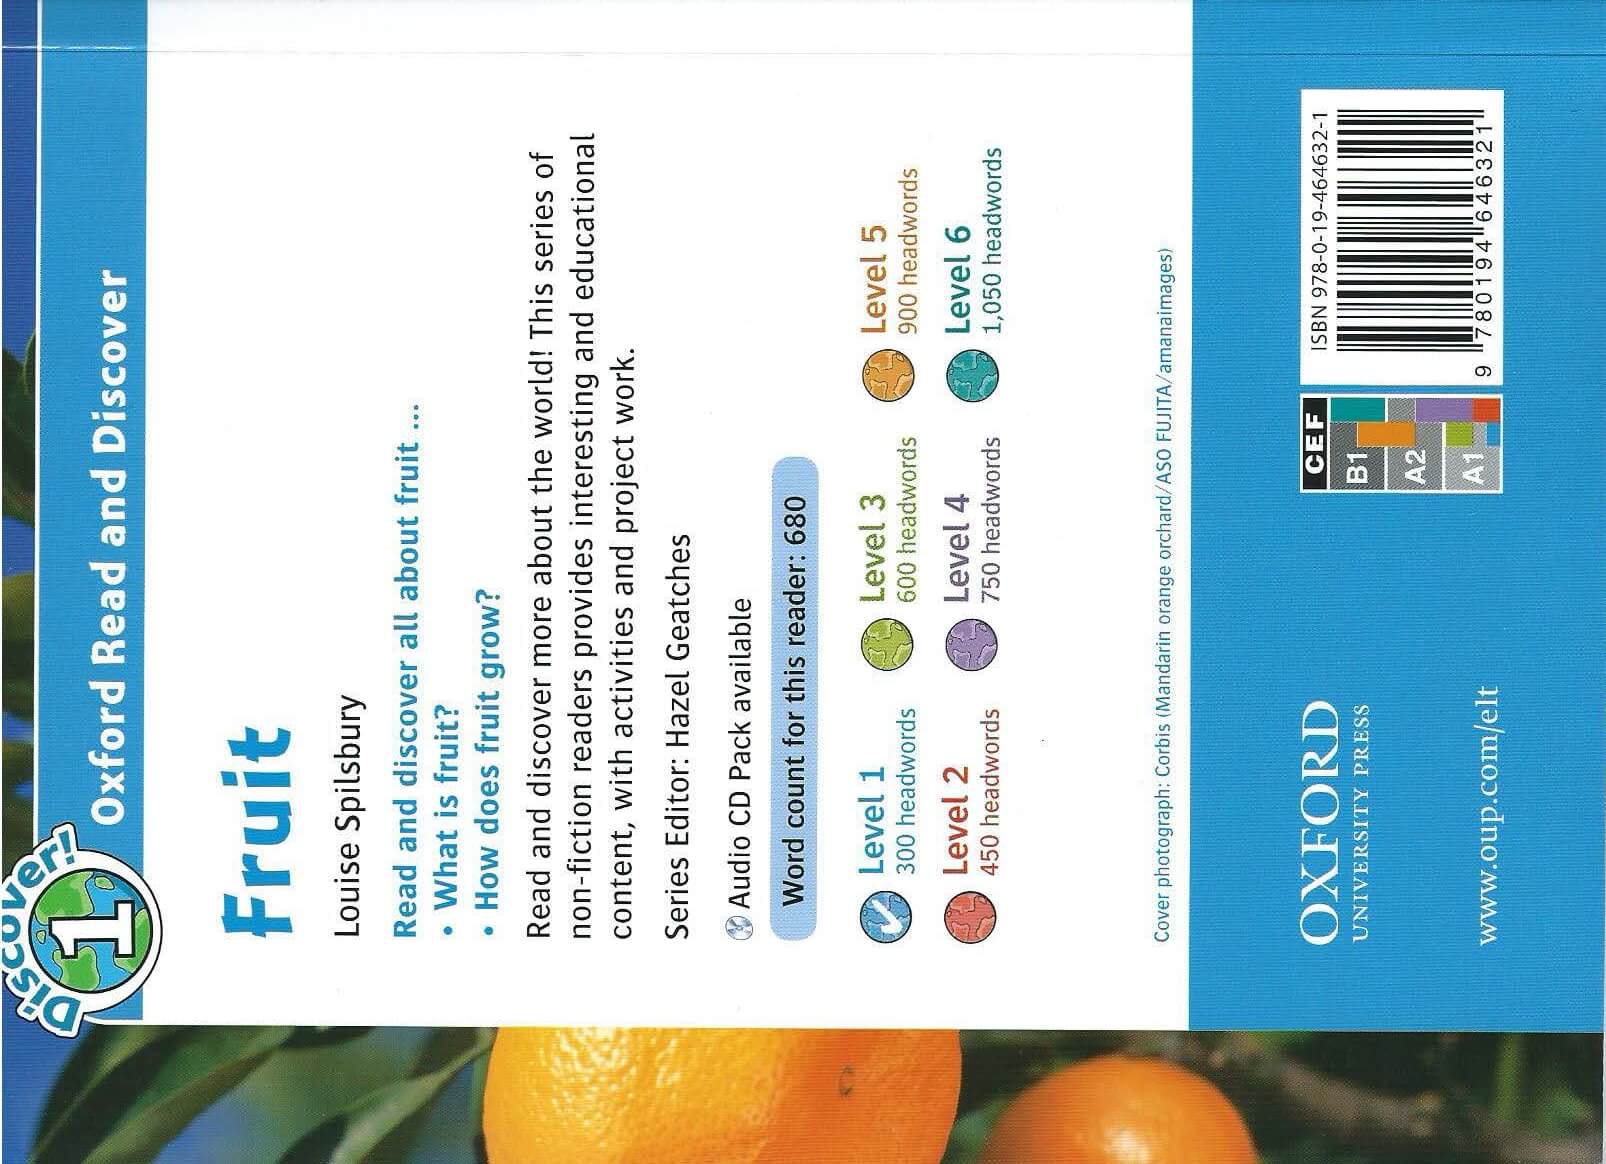 Discover!
1
Oxford Read and Discover
Fruit
Louise Spilsbury
Read and discover all about fruit ...
• What is fruit?
• How does fruit grow?
Read and discover more about the world! This series of
non-fiction readers provides interesting and educational
content, with activities and project work.
Series Editor: Hazel Geatches
Audio CD Pack available
Word count for this reader: 680
Level 1
300 headwords
Level 3
600 headwords
Level 5
900 headwords
Level 2
450 headwords
Level 4
750 headwords
Level 6
1,050 headwords
Cover photograph: Corbis (Mandarin orange orchard/ASO FUJITA/amanaimages)
OXFORD
UNIVERSITY PRESS
www.oup.com/elt
CEF
B1
A2
A1
ISBN 978-0-19-464632-1
9 780194 646321